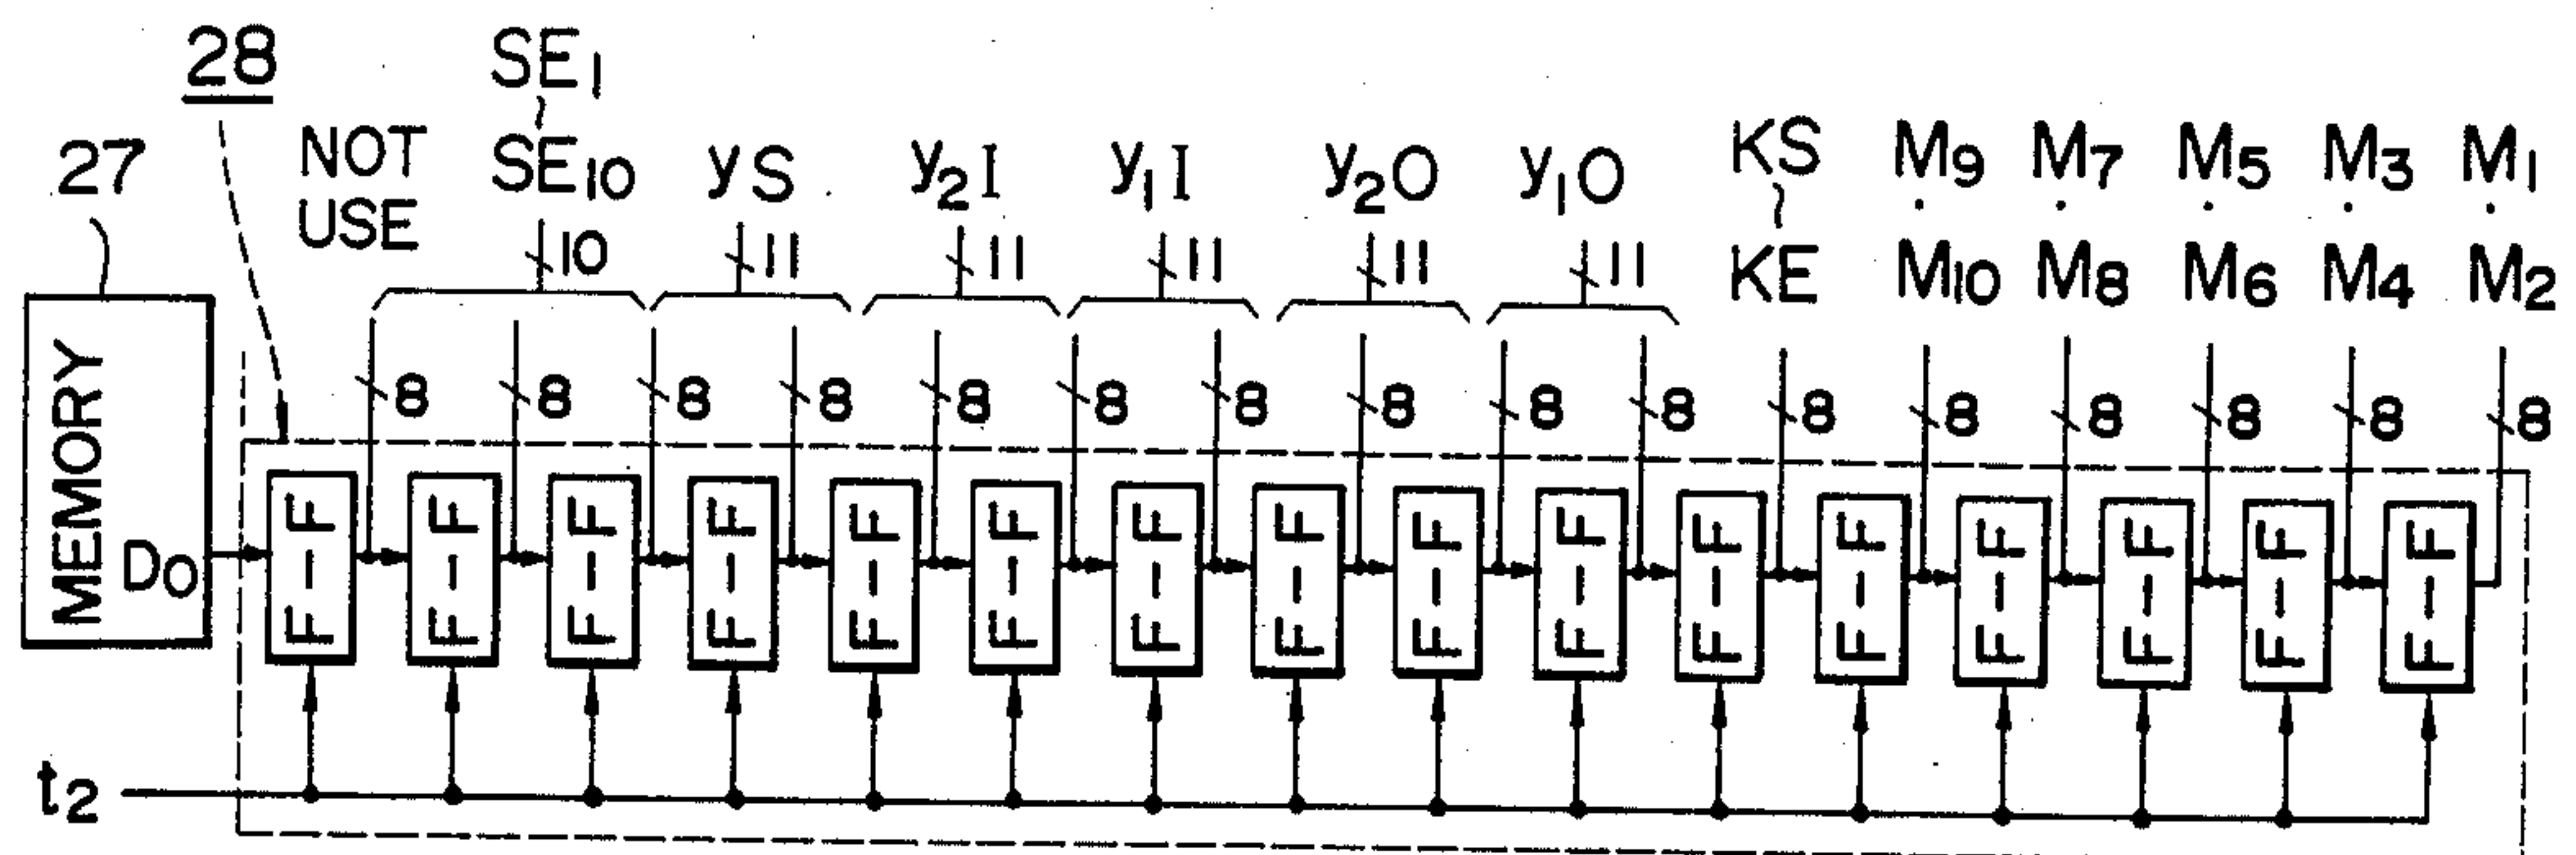 28
27
NOT
USE
SE1
~
SE10
yS
y2I
y1I
y2O
y1O
KS
~
KE
M9 · M10
M7 · M8
M5 · M6
M3 · M4
M1 · M2
10 11 11 11 11 11
8 8 8 8 8 8 8 8 8 8 8 8 8 8 8 8
MEMORY
DO
F-F F-F F-F F-F F-F F-F F-F F-F F-F F-F F-F F-F F-F F-F F-F F-F
t2